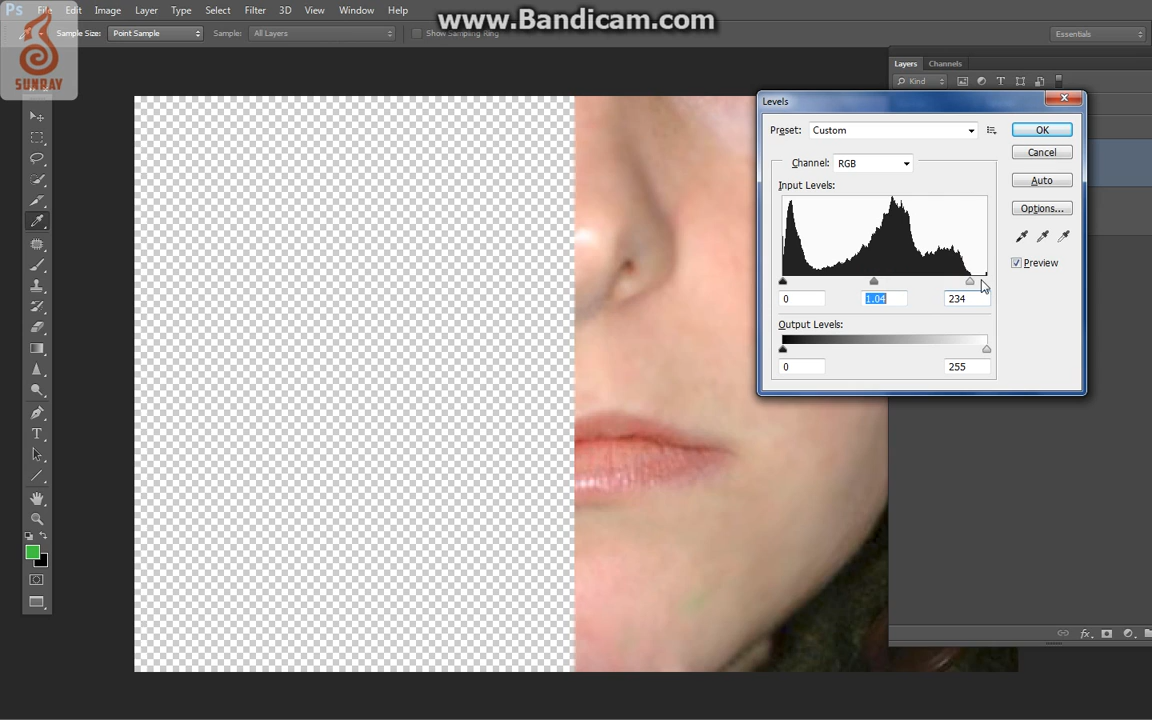 www.Bandicam.com
Ps File Edit Image Layer Type Select Filter 3D View Window Help
Sample Size: Point Sample Sample: All Layers Show Sampling Ring Essentials
SUNRAY
Layers Channels
Kind
Levels
Preset: Custom OK
Channel: RGB Cancel
Input Levels: Auto
Options...
Preview
0 1.04 234
Output Levels:
0 255
T
fx